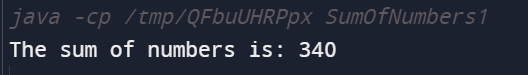 java -cp /tmp/QFbuUHRPpx SumOfNumbers1
The sum of numbers is: 340